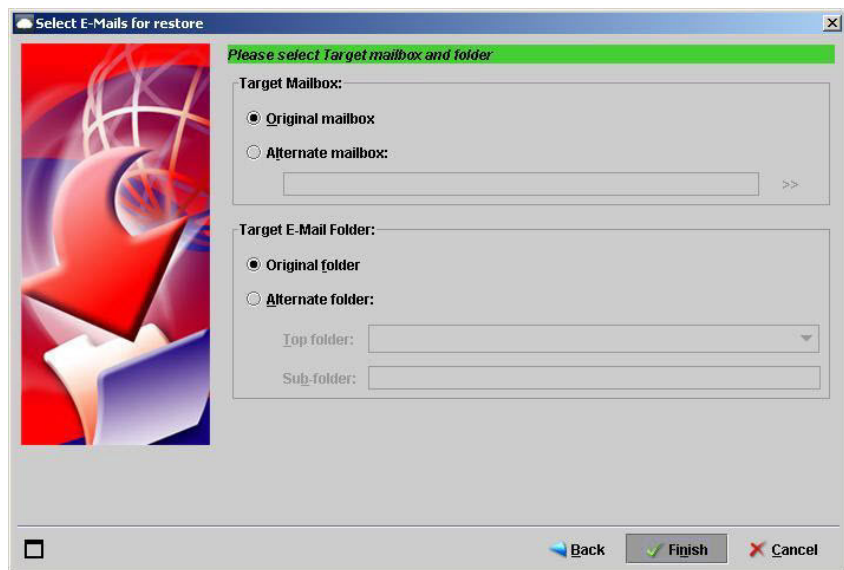 Select E-Mails for restore
Please select Target mailbox and folder
Target Mailbox:
Original mailbox
Alternate mailbox:
>>
Target E-Mail Folder:
Original folder
Alternate folder:
Top folder:
Sub-folder:
Back Finish Cancel